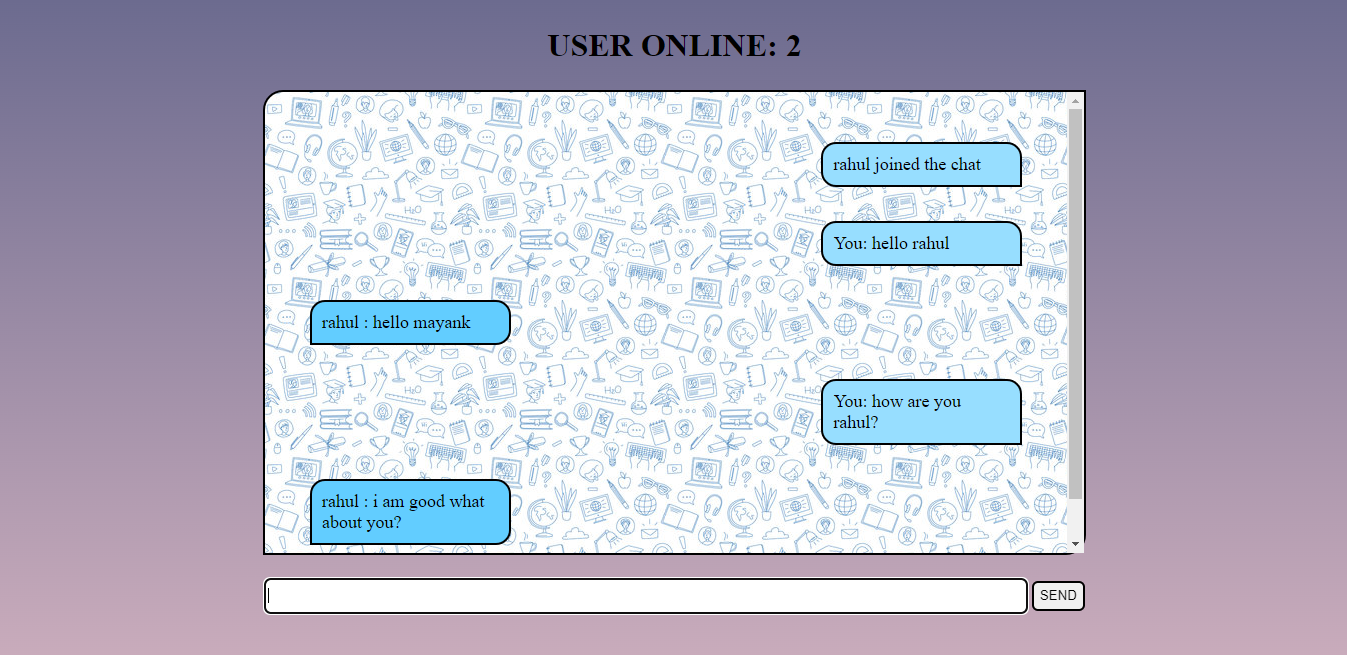 USER ONLINE: 2
rahul joined the chat
You: hello rahul
rahul : hello mayank
You: how are you
rahul?
rahul : i am good what
about you?
SEND